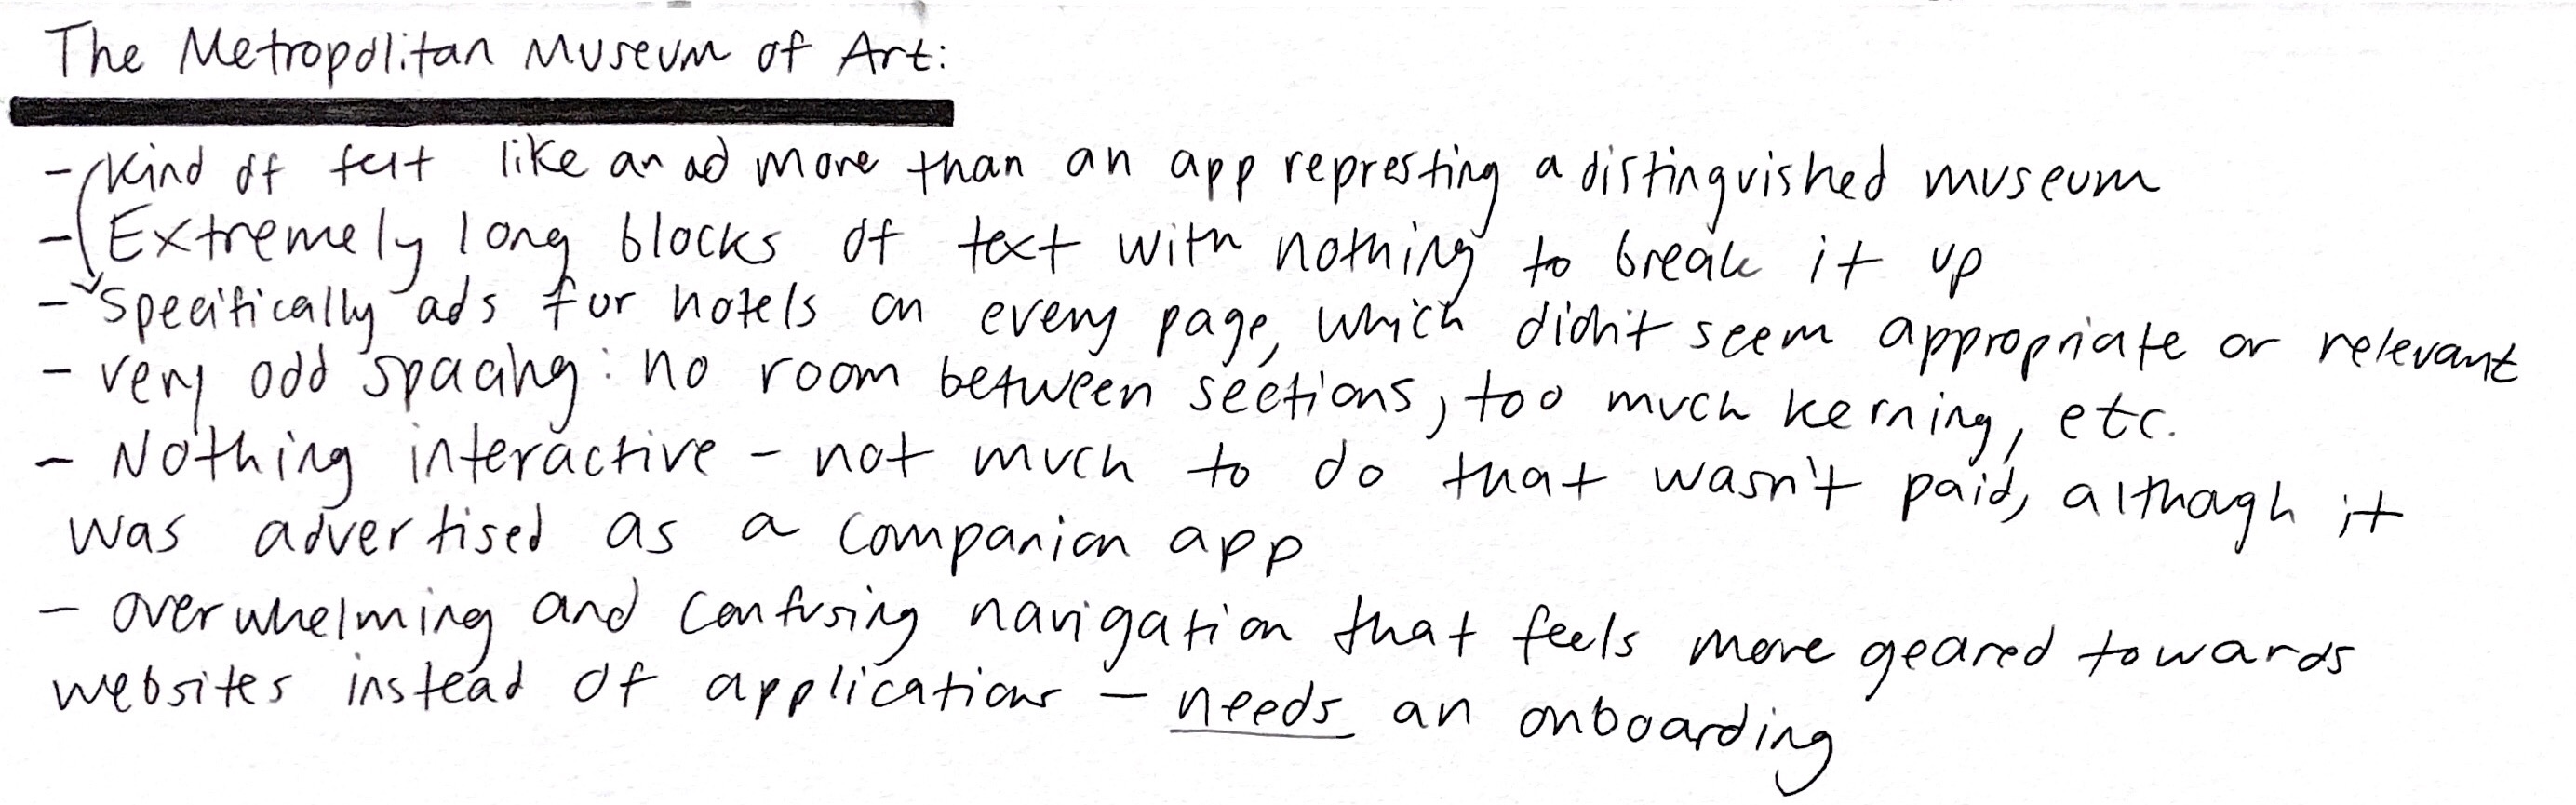 The Metropolitan Museum of Art:
- Kind of felt like an ad more than an app represting a distinguished museum
- Extremely long blocks of text with nothing to break it up
- Specifically ads for hotels on every page, which didn't seem appropriate or relevant
- very odd spacing: no room between sections, too much kerning, etc.
- Nothing interactive - not much to do that wasn't paid, although it
was advertised as a companion app
- overwhelming and confusing navigation that feels more geared towards
websites instead of applications - needs an onboarding